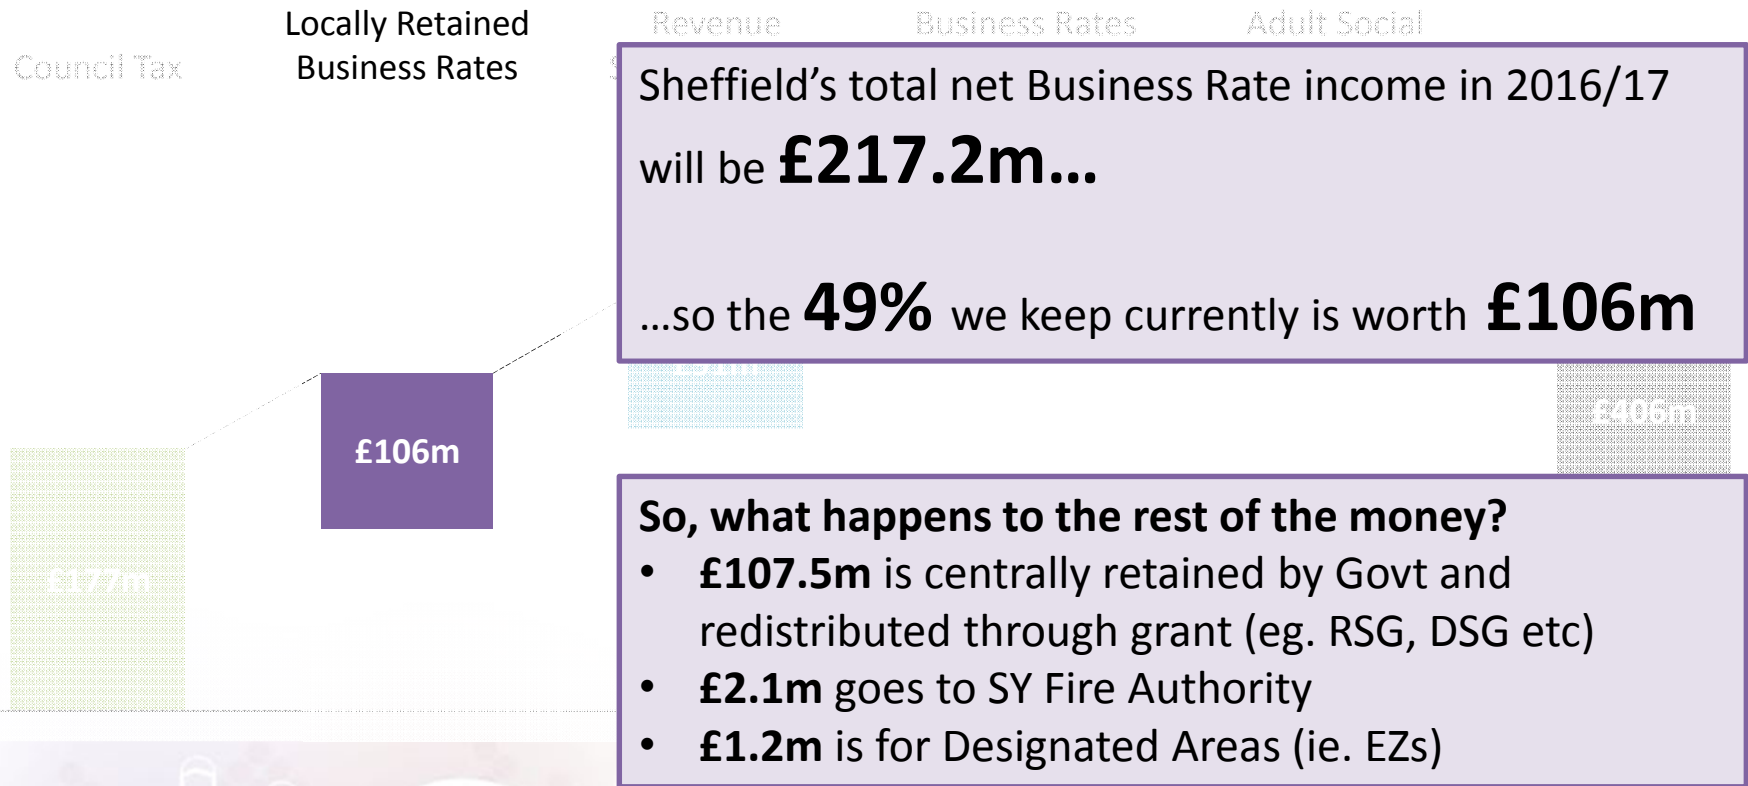 Locally Retained
Business Rates
Revenue
Business Rates
Adult Social
Council Tax
Sheffield’s total net Business Rate income in 2016/17
will be £217.2m…
…so the 49% we keep currently is worth £106m
£406m
£106m
£177m
So, what happens to the rest of the money?
• £107.5m is centrally retained by Govt and
redistributed through grant (eg. RSG, DSG etc)
• £2.1m goes to SY Fire Authority
• £1.2m is for Designated Areas (ie. EZs)